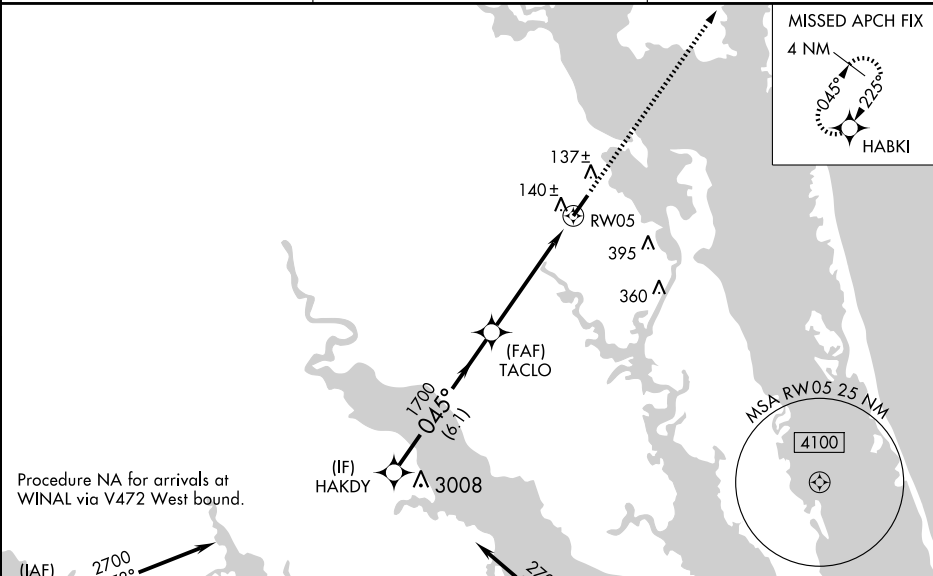 MISSED APCH FIX
4 NM
045°
225°
HABKI
137±
140±
RW05
395
360
(FAF)
TACLO
1700
045°
(6.1)
(IF)
HAKDY
3008
MSA RW05 25 NM
4100
Procedure NA for arrivals at
WINAL via V472 West bound.
(IAF)
2700